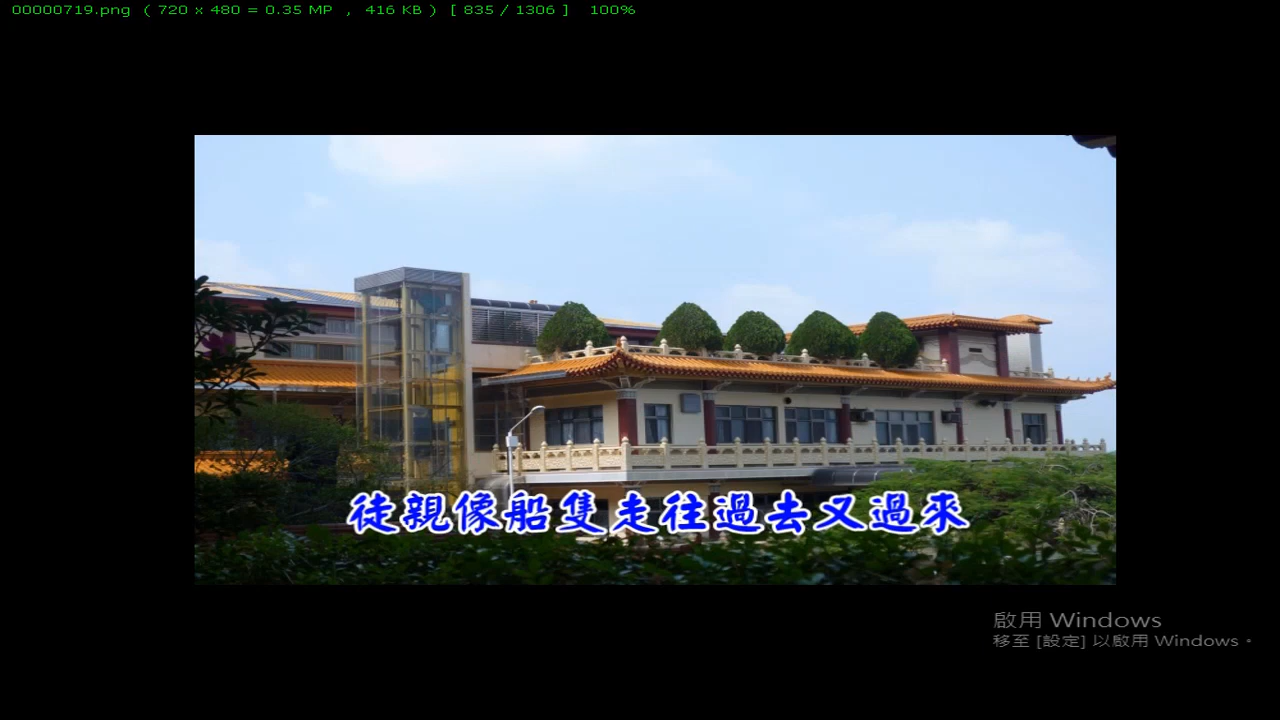 00000719.png ( 720 x 480 = 0.35 MP , 416 KB ) [ 835 / 1306 ] 100%
徒親像船隻走往過去又過來
啟用 Windows
移至 [設定] 以啟用 Windows。